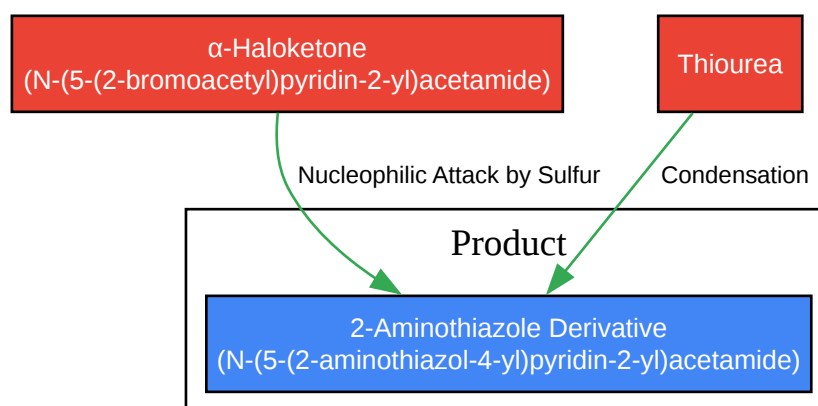 α-Haloketone
(N-(5-(2-bromoacetyl)pyridin-2-yl)acetamide)
Thiourea
Nucleophilic Attack by Sulfur
Condensation
Product
2-Aminothiazole Derivative
(N-(5-(2-aminothiazol-4-yl)pyridin-2-yl)acetamide)